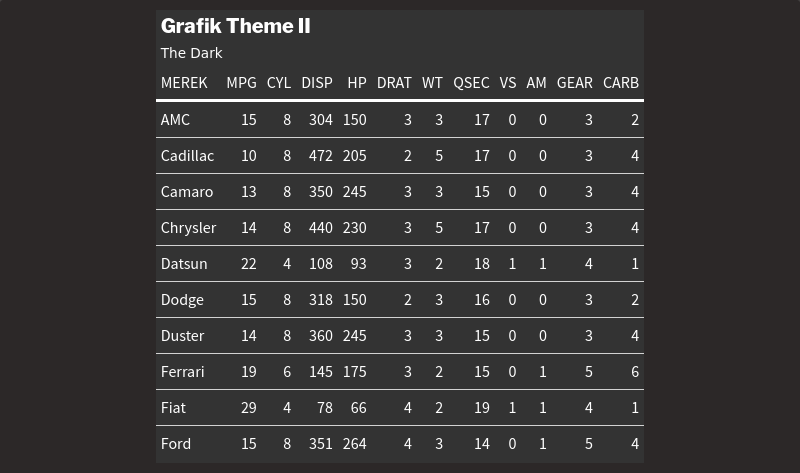 Grafik Theme II
The Dark
MEREK MPG CYL DISP HP DRAT WT QSEC VS AM GEAR CARB
AMC 15 8 304 150 3 3 17 0 0 3 2
Cadillac 10 8 472 205 2 5 17 0 0 3 4
Camaro 13 8 350 245 3 3 15 0 0 3 4
Chrysler 14 8 440 230 3 5 17 0 0 3 4
Datsun 22 4 108 93 3 2 18 1 1 4 1
Dodge 15 8 318 150 2 3 16 0 0 3 2
Duster 14 8 360 245 3 3 15 0 0 3 4
Ferrari 19 6 145 175 3 2 15 0 1 5 6
Fiat 29 4 78 66 4 2 19 1 1 4 1
Ford 15 8 351 264 4 3 14 0 1 5 4